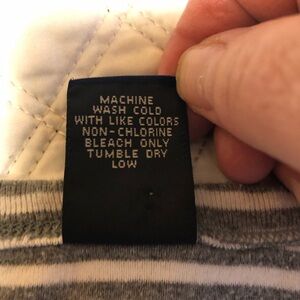 MACHINE
WASH COLD
WITH LIKE COLORS
NON-CHLORINE
BLEACH ONLY
TUMBLE DRY
LOW